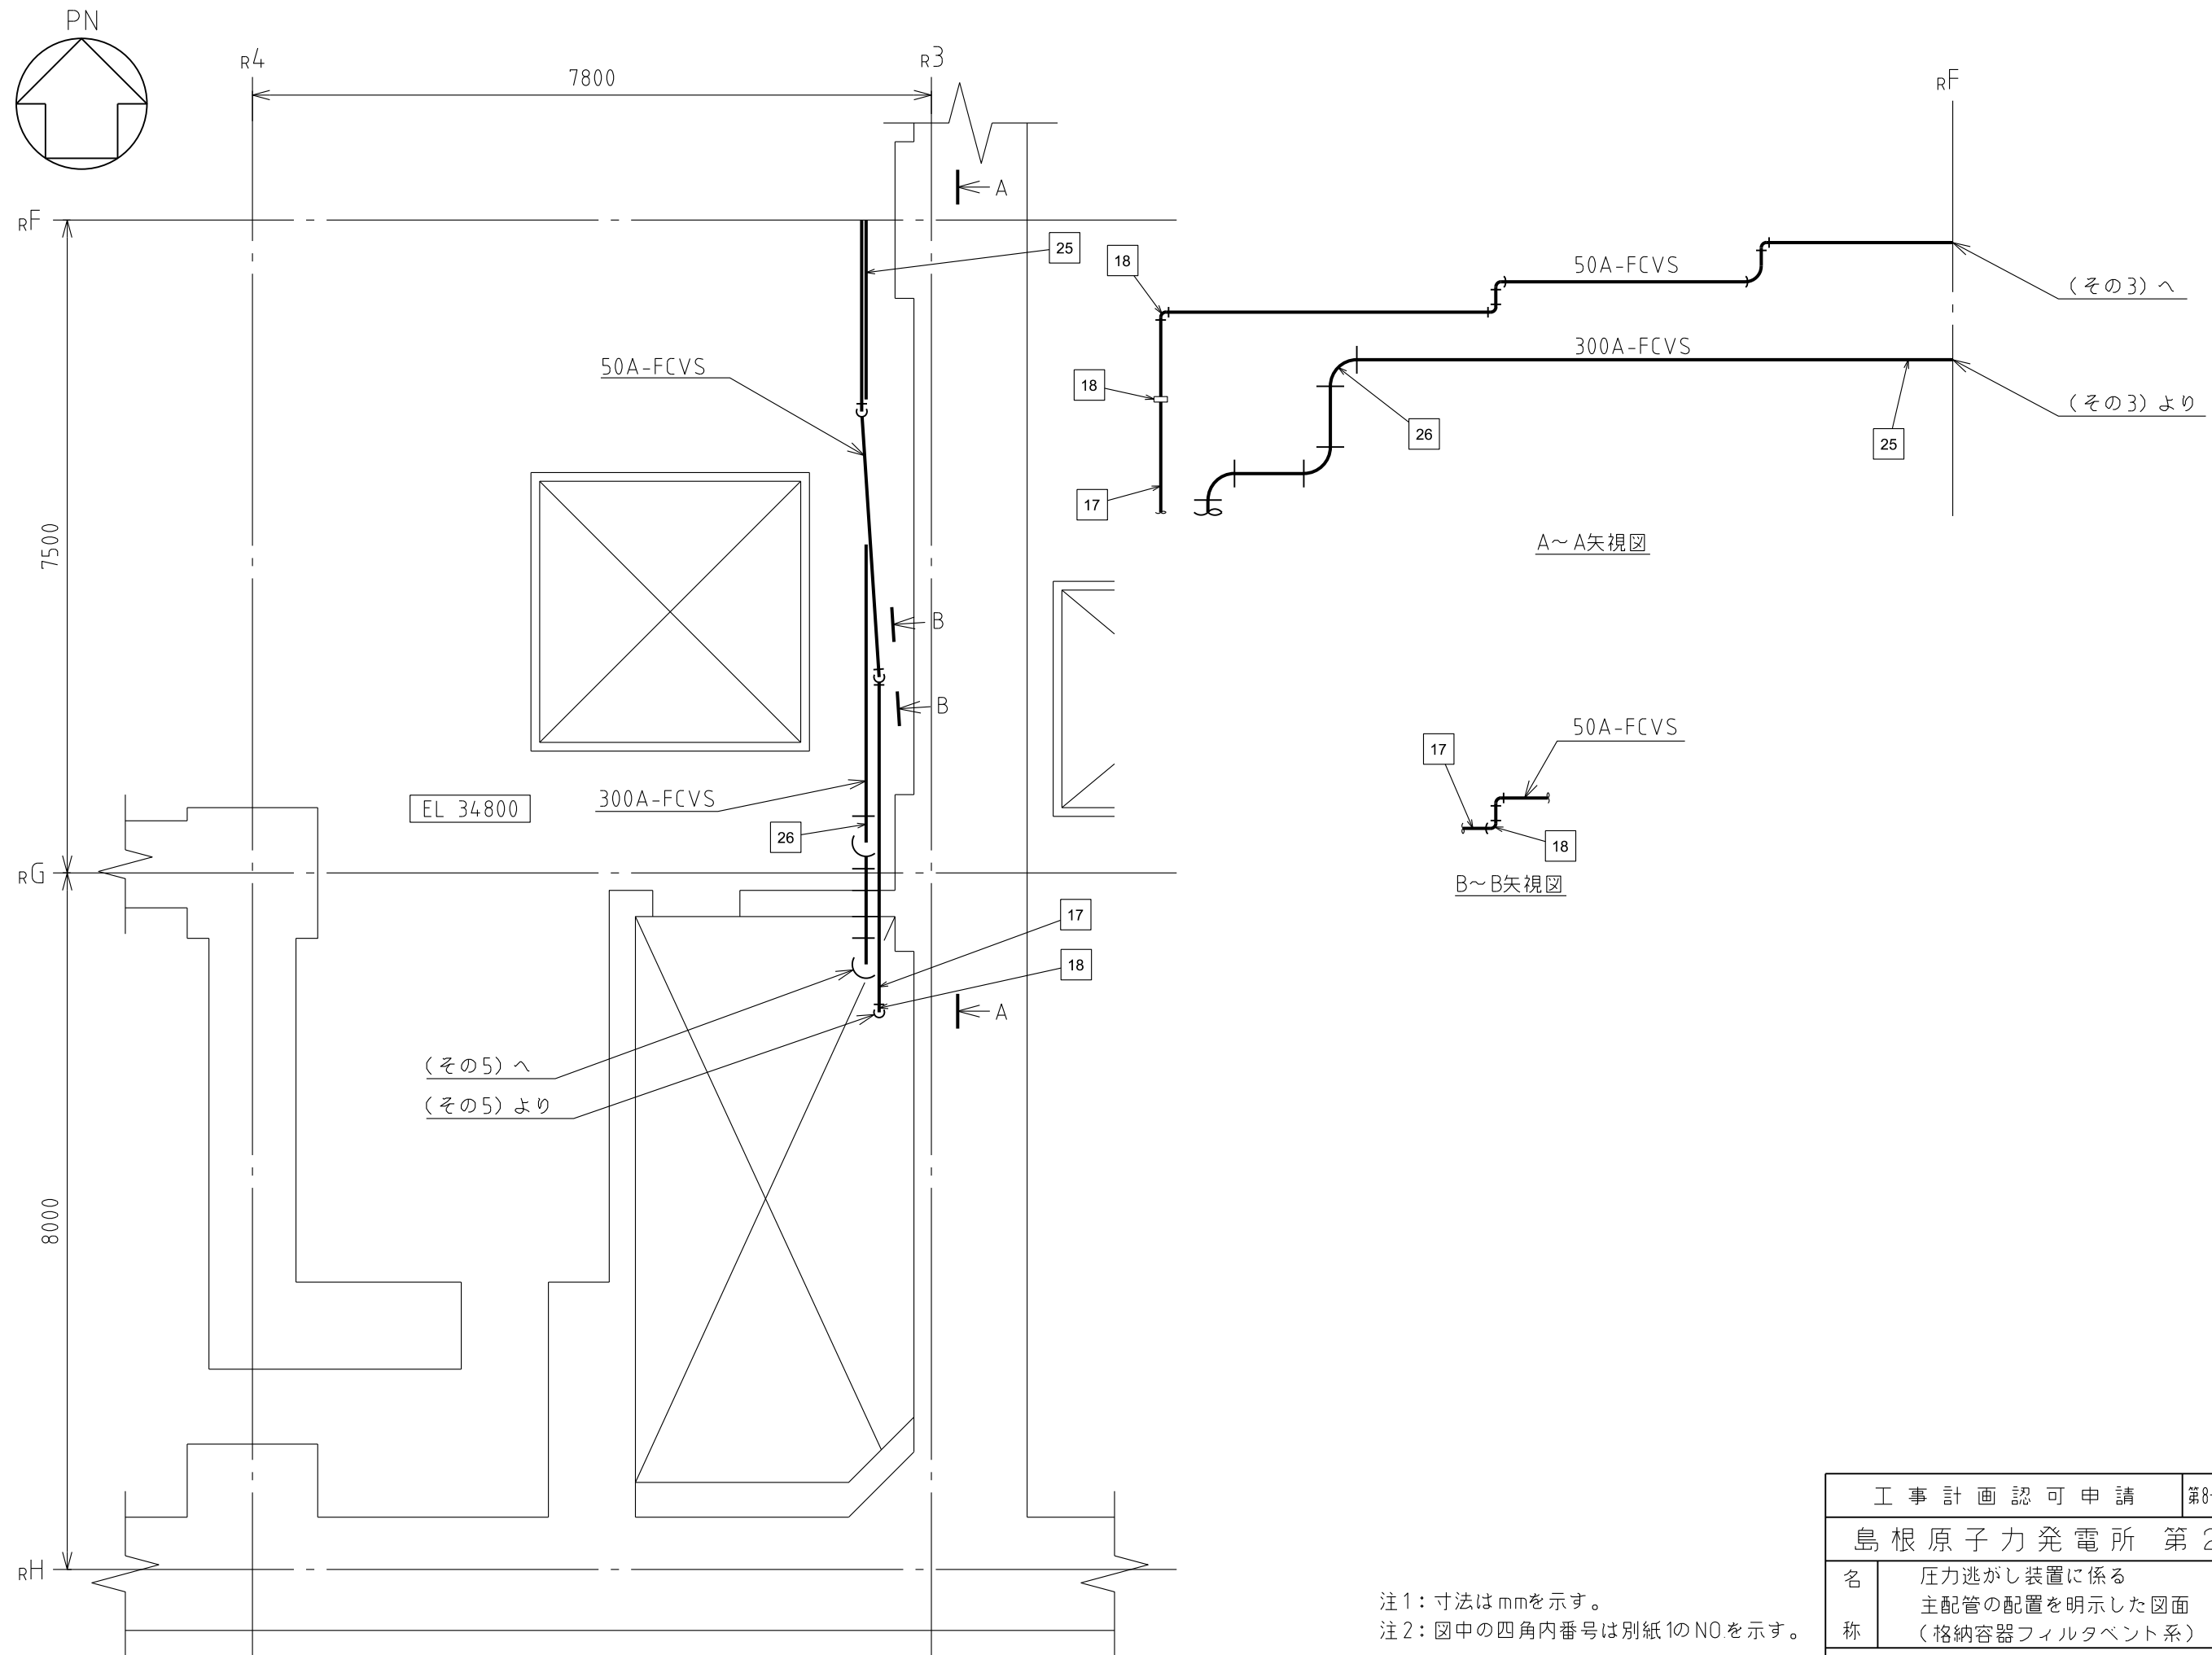 PN
R4
R3
7800
RF
RF
A
25
18
50A-FCVS
(その3)へ
50A-FCVS
300A-FCVS
18
(その3)より
26
25
17
A～A矢視図
7500
B
B
50A-FCVS
17
EL 34800
300A-FCVS
26
18
RG
B～B矢視図
17
18
A
(その5)へ
(その5)より
8000
工事計画認可申請
島根原子力発電所 第
名称
圧力逃がし装置に係る
主配管の配置を明示した図面
(格納容器フィルタベント系)
RH
注1：寸法はmmを示す。
注2：図中の四角内番号は別紙1のNO.を示す。